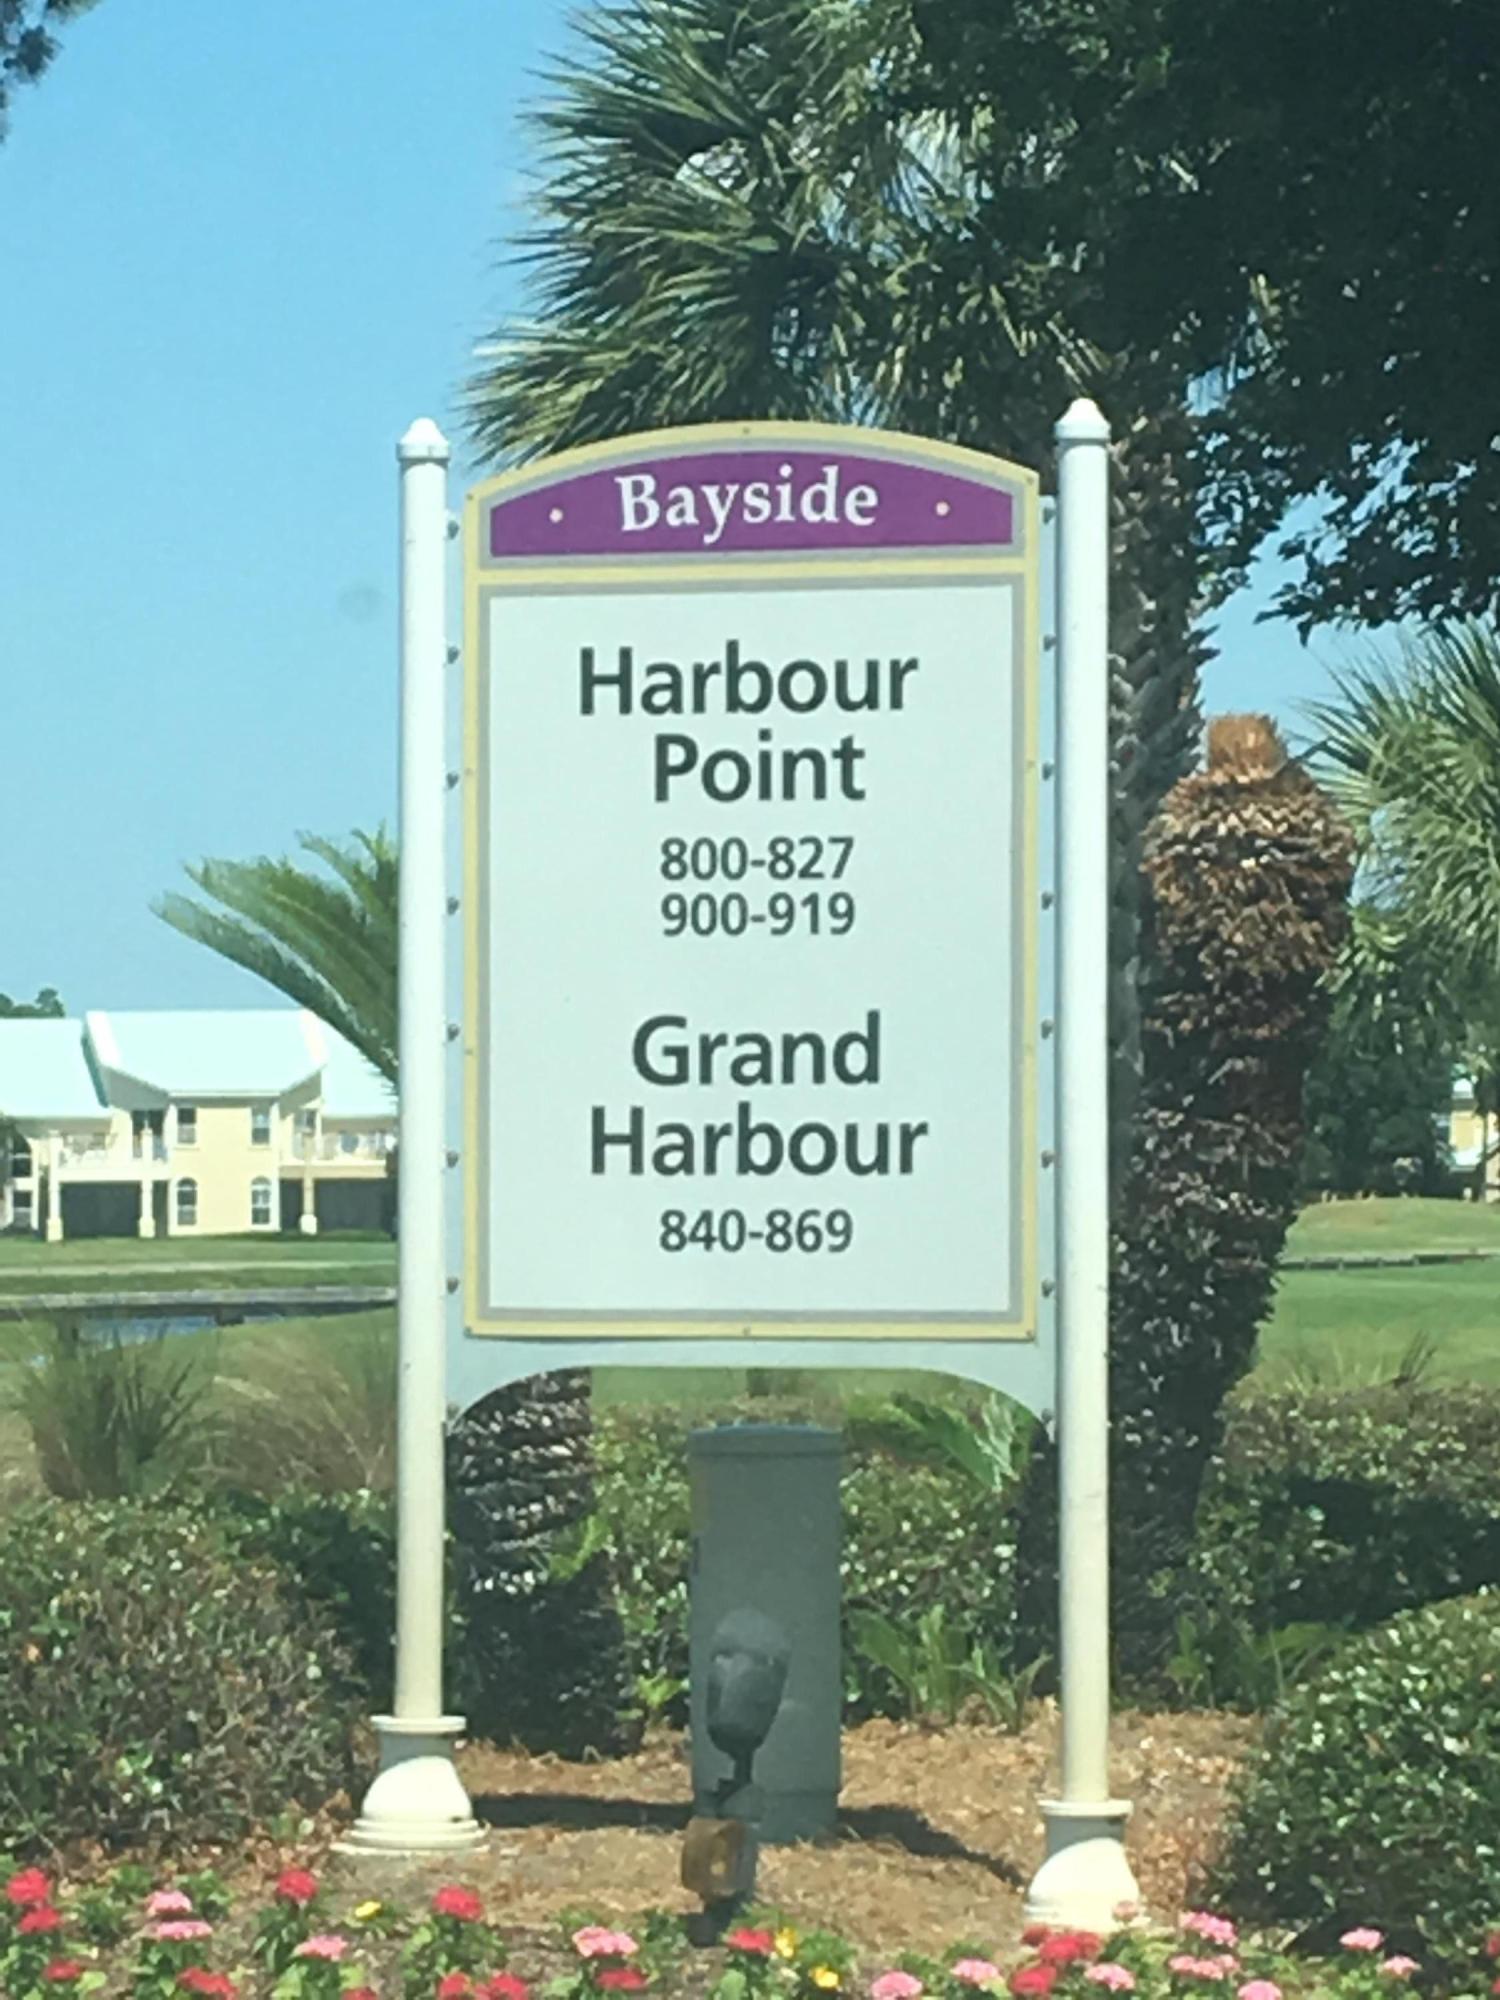 Bayside
Harbour
Point
800-827
900-919
Grand
Harbour
840-869